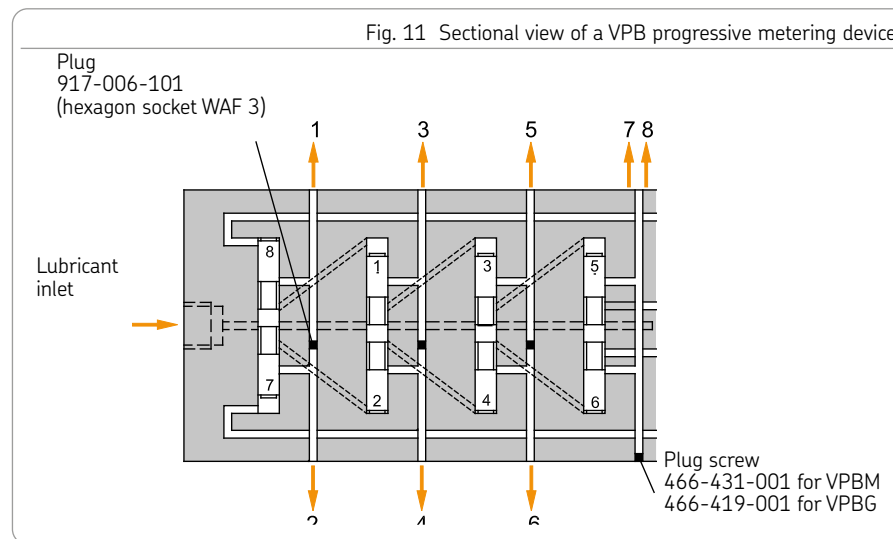 Fig. 11 Sectional view of a VPB progressive metering device
Plug
917-006-101
(hexagon socket WAF 3)
1
3
5
7 8
8
1
3
5
Lubricant
inlet
7
2
4
6
Plug screw
466-431-001 for VPBM
466-419-001 for VPBG
2
4
6